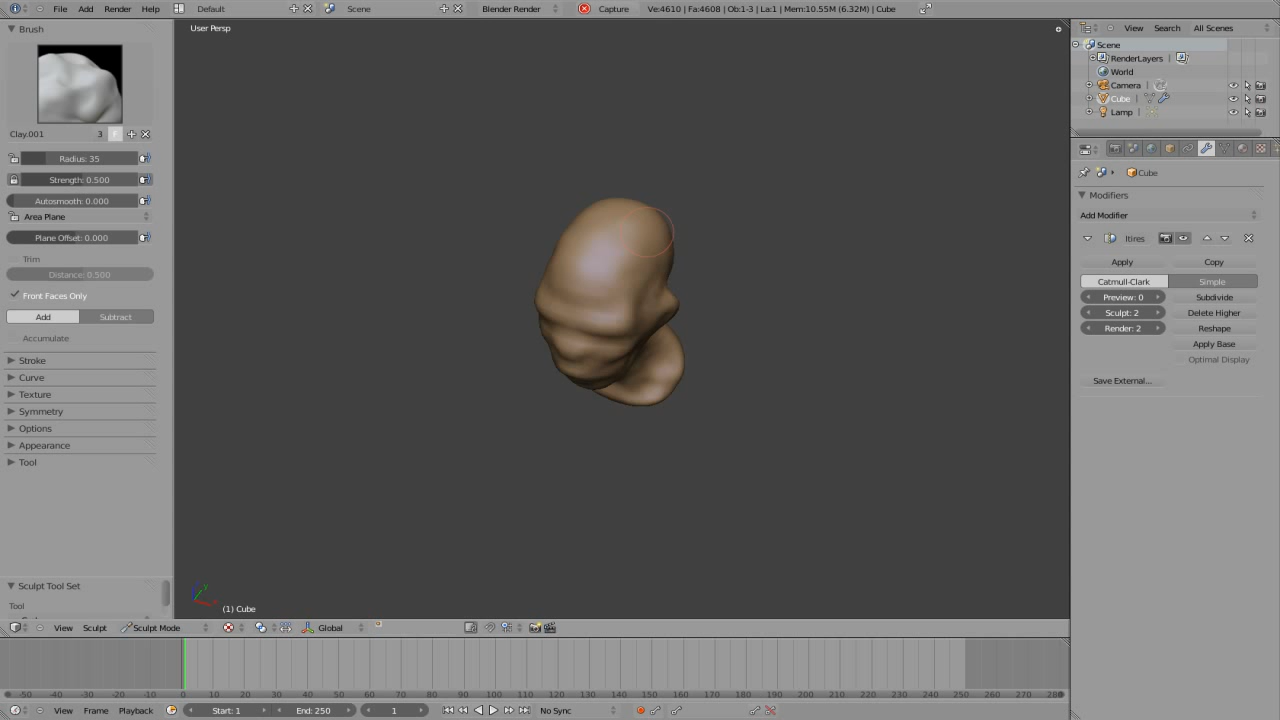 File Add Render Help Default Scene Blender Render Capture Ve:4610 | Fa:4608 | Ob:1-3 | La:1 | Mem:10.55M (6.32M) | Cube
Brush
Clay.001 3 F
Radius: 35
Strength: 0.500
Autosmooth: 0.000
Area Plane
Plane Offset: 0.000
Trim
Distance: 0.500
Front Faces Only
Add Subtract
Accumulate
Stroke
Curve
Texture
Symmetry
Options
Appearance
Tool
Sculpt Tool Set
Tool
User Persp
(1) Cube
View Sculpt Sculpt Mode Global
View Search All Scenes
Scene
RenderLayers |
World
Camera |
Cube |
Lamp |
Cube
Modifiers
Add Modifier
ltires
Apply Copy
Catmull-Clark Simple
Preview: 0 Subdivide
Sculpt: 2 Delete Higher
Render: 2 Reshape
Apply Base
Optimal Display
Save External...
-50 -40 -30 -20 -10 0 10 20 30 40 50 60 70 80 90 100 110 120 130 140 150 160 170 180 190 200 210 220 230 240 250 260 270 280
View Frame Playback Start: 1 End: 250 1 No Sync